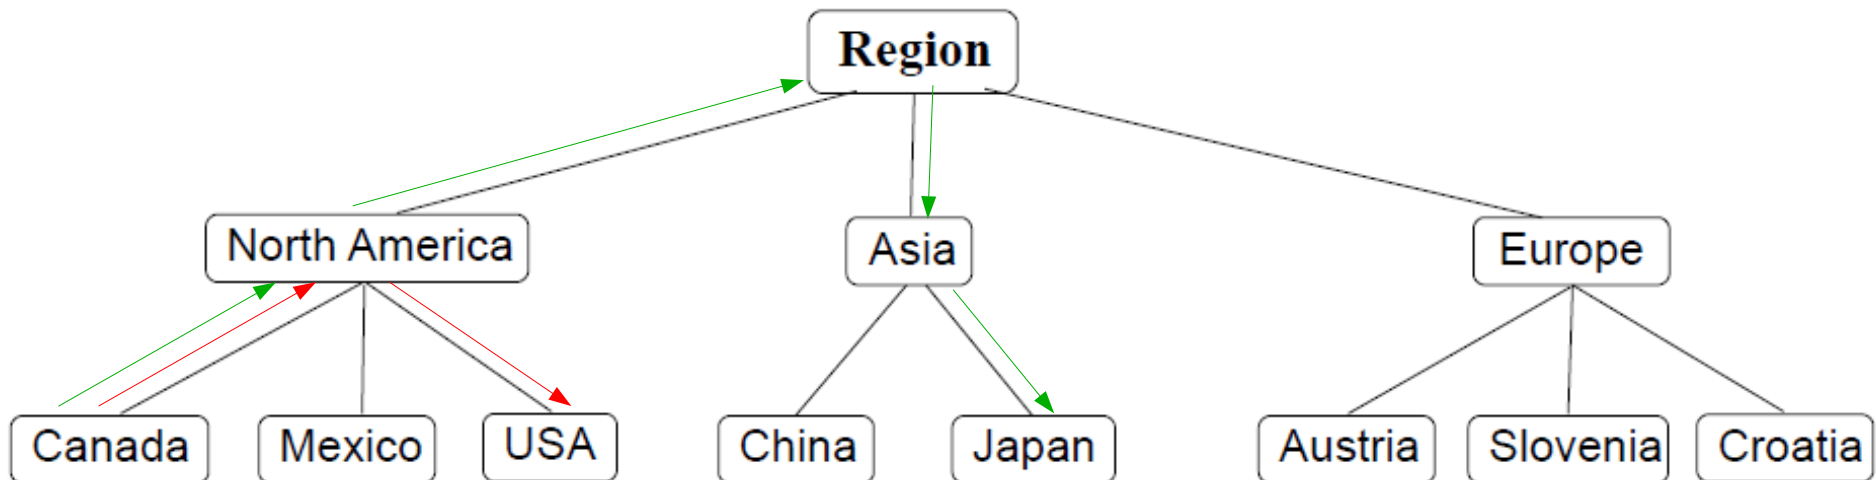 Region
North America
Asia
Europe
Canada
Mexico
USA
China
Japan
Austria
Slovenia
Croatia